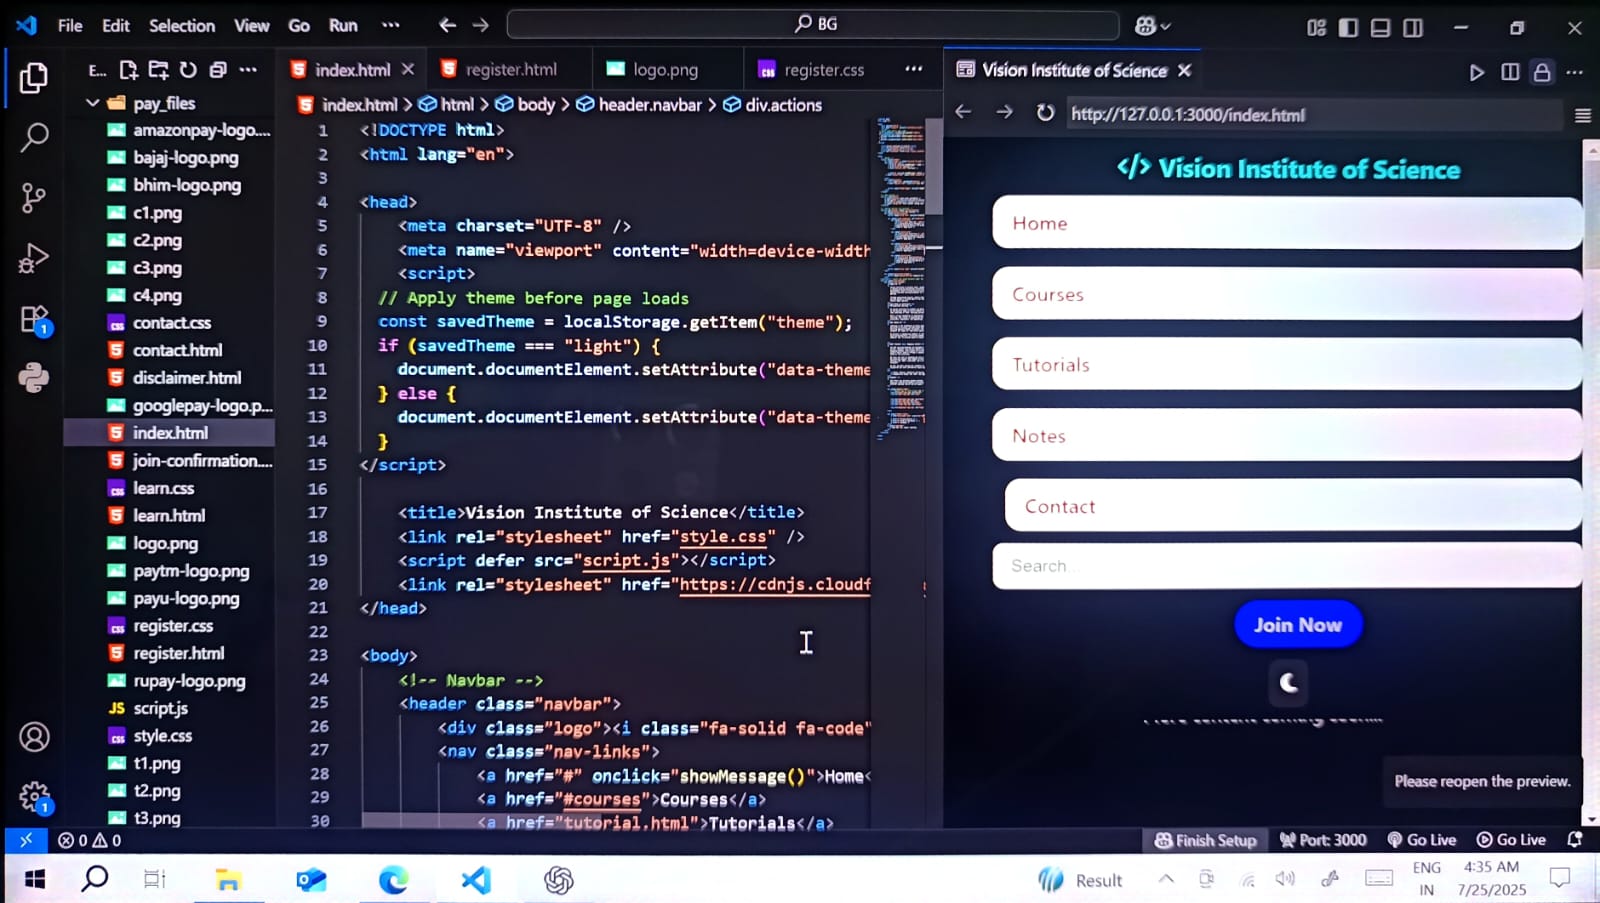 File Edit Selection View Go Run ··· BG
E... index.html register.html logo.png register.css ···
pay_files
amazonpay-logo....
bajaj-logo.png
bhim-logo.png
c1.png
c2.png
c3.png
c4.png
contact.css
contact.html
disclaimer.html
googlepay-logo.p...
index.html
join-confirmation....
learn.css
learn.html
logo.png
paytm-logo.png
payu-logo.png
register.css
register.html
rupay-logo.png
JS script.js
style.css
t1.png
t2.png
t3.png
1
1
index.html > html > body > header.navbar > div.actions
1 <!DOCTYPE html>
2 <html lang="en">
3
4 <head>
5 <meta charset="UTF-8" />
6 <meta name="viewport" content="width=device-width
7 <script>
8 // Apply theme before page loads
9 const savedTheme = localStorage.getItem("theme");
10 if (savedTheme === "light") {
11 document.documentElement.setAttribute("data-theme
12 } else {
13 document.documentElement.setAttribute("data-theme
14 }
15 </script>
16
17 <title>Vision Institute of Science</title>
18 <link rel="stylesheet" href="style.css" />
19 <script defer src="script.js"></script>
20 <link rel="stylesheet" href="https://cdnjs.cloudf
21 </head>
22
23 <body>
24 <!-- Navbar -->
25 <header class="navbar">
26 <div class="logo"><i class="fa-solid fa-code"
27 <nav class="nav-links">
28 <a href="#" onclick="showMessage()">Home<
29 <a href="#courses">Courses</a>
30 <a href="tutorial.html">Tutorials</a>
Vision Institute of Science
http://127.0.0.1:3000/index.html
</> Vision Institute of Science
Home
Courses
Tutorials
Notes
Contact
Search...
Join Now
Please reopen the preview.
0 0 Finish Setup Port: 3000 Go Live Go Live
Result ENG 4:35 AM
IN 7/25/2025